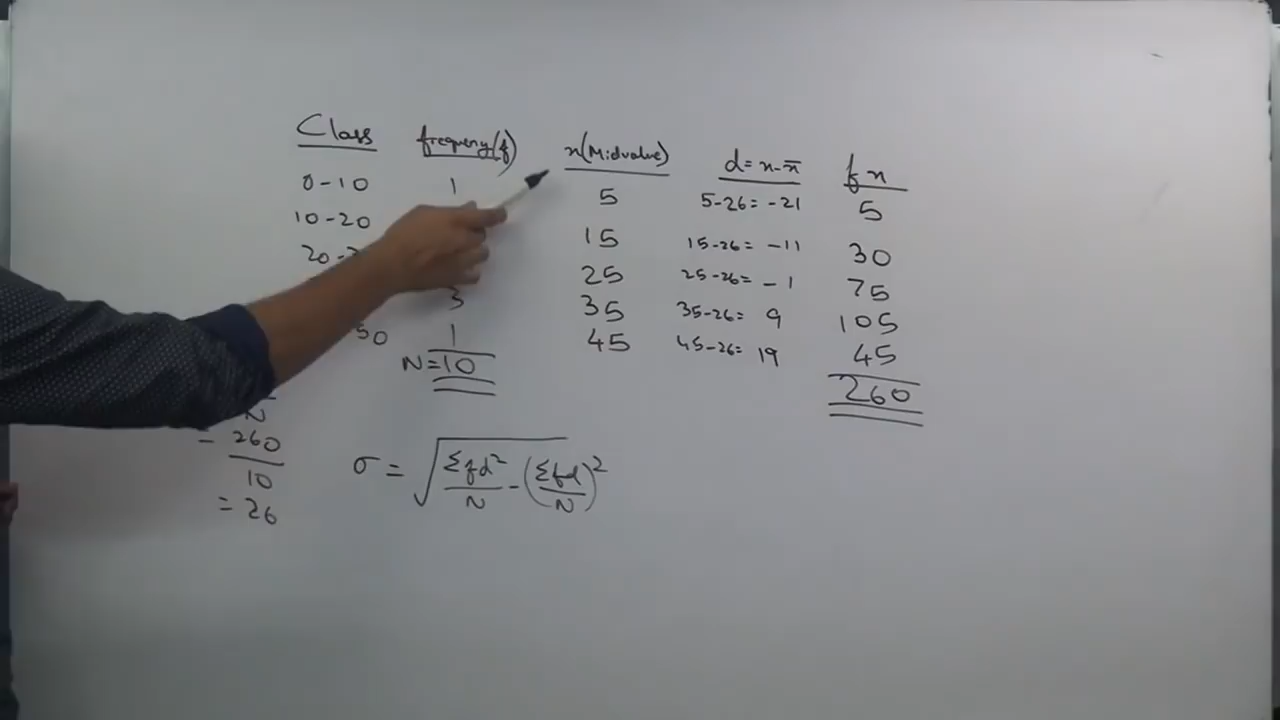 Class frequency(f) x(Midvalue) d=x-x̄ fx
0-10 1 5 5-26= -21 5
10-20 15 15-26= -11 30
20- 25 25-26= -1 75
3 35 35-26= 9 105
50 1 45 45-26= 19 45
N=10 260
N
= 260
10
= 26
σ = √ Σfd²/N - (Σfd/N)²